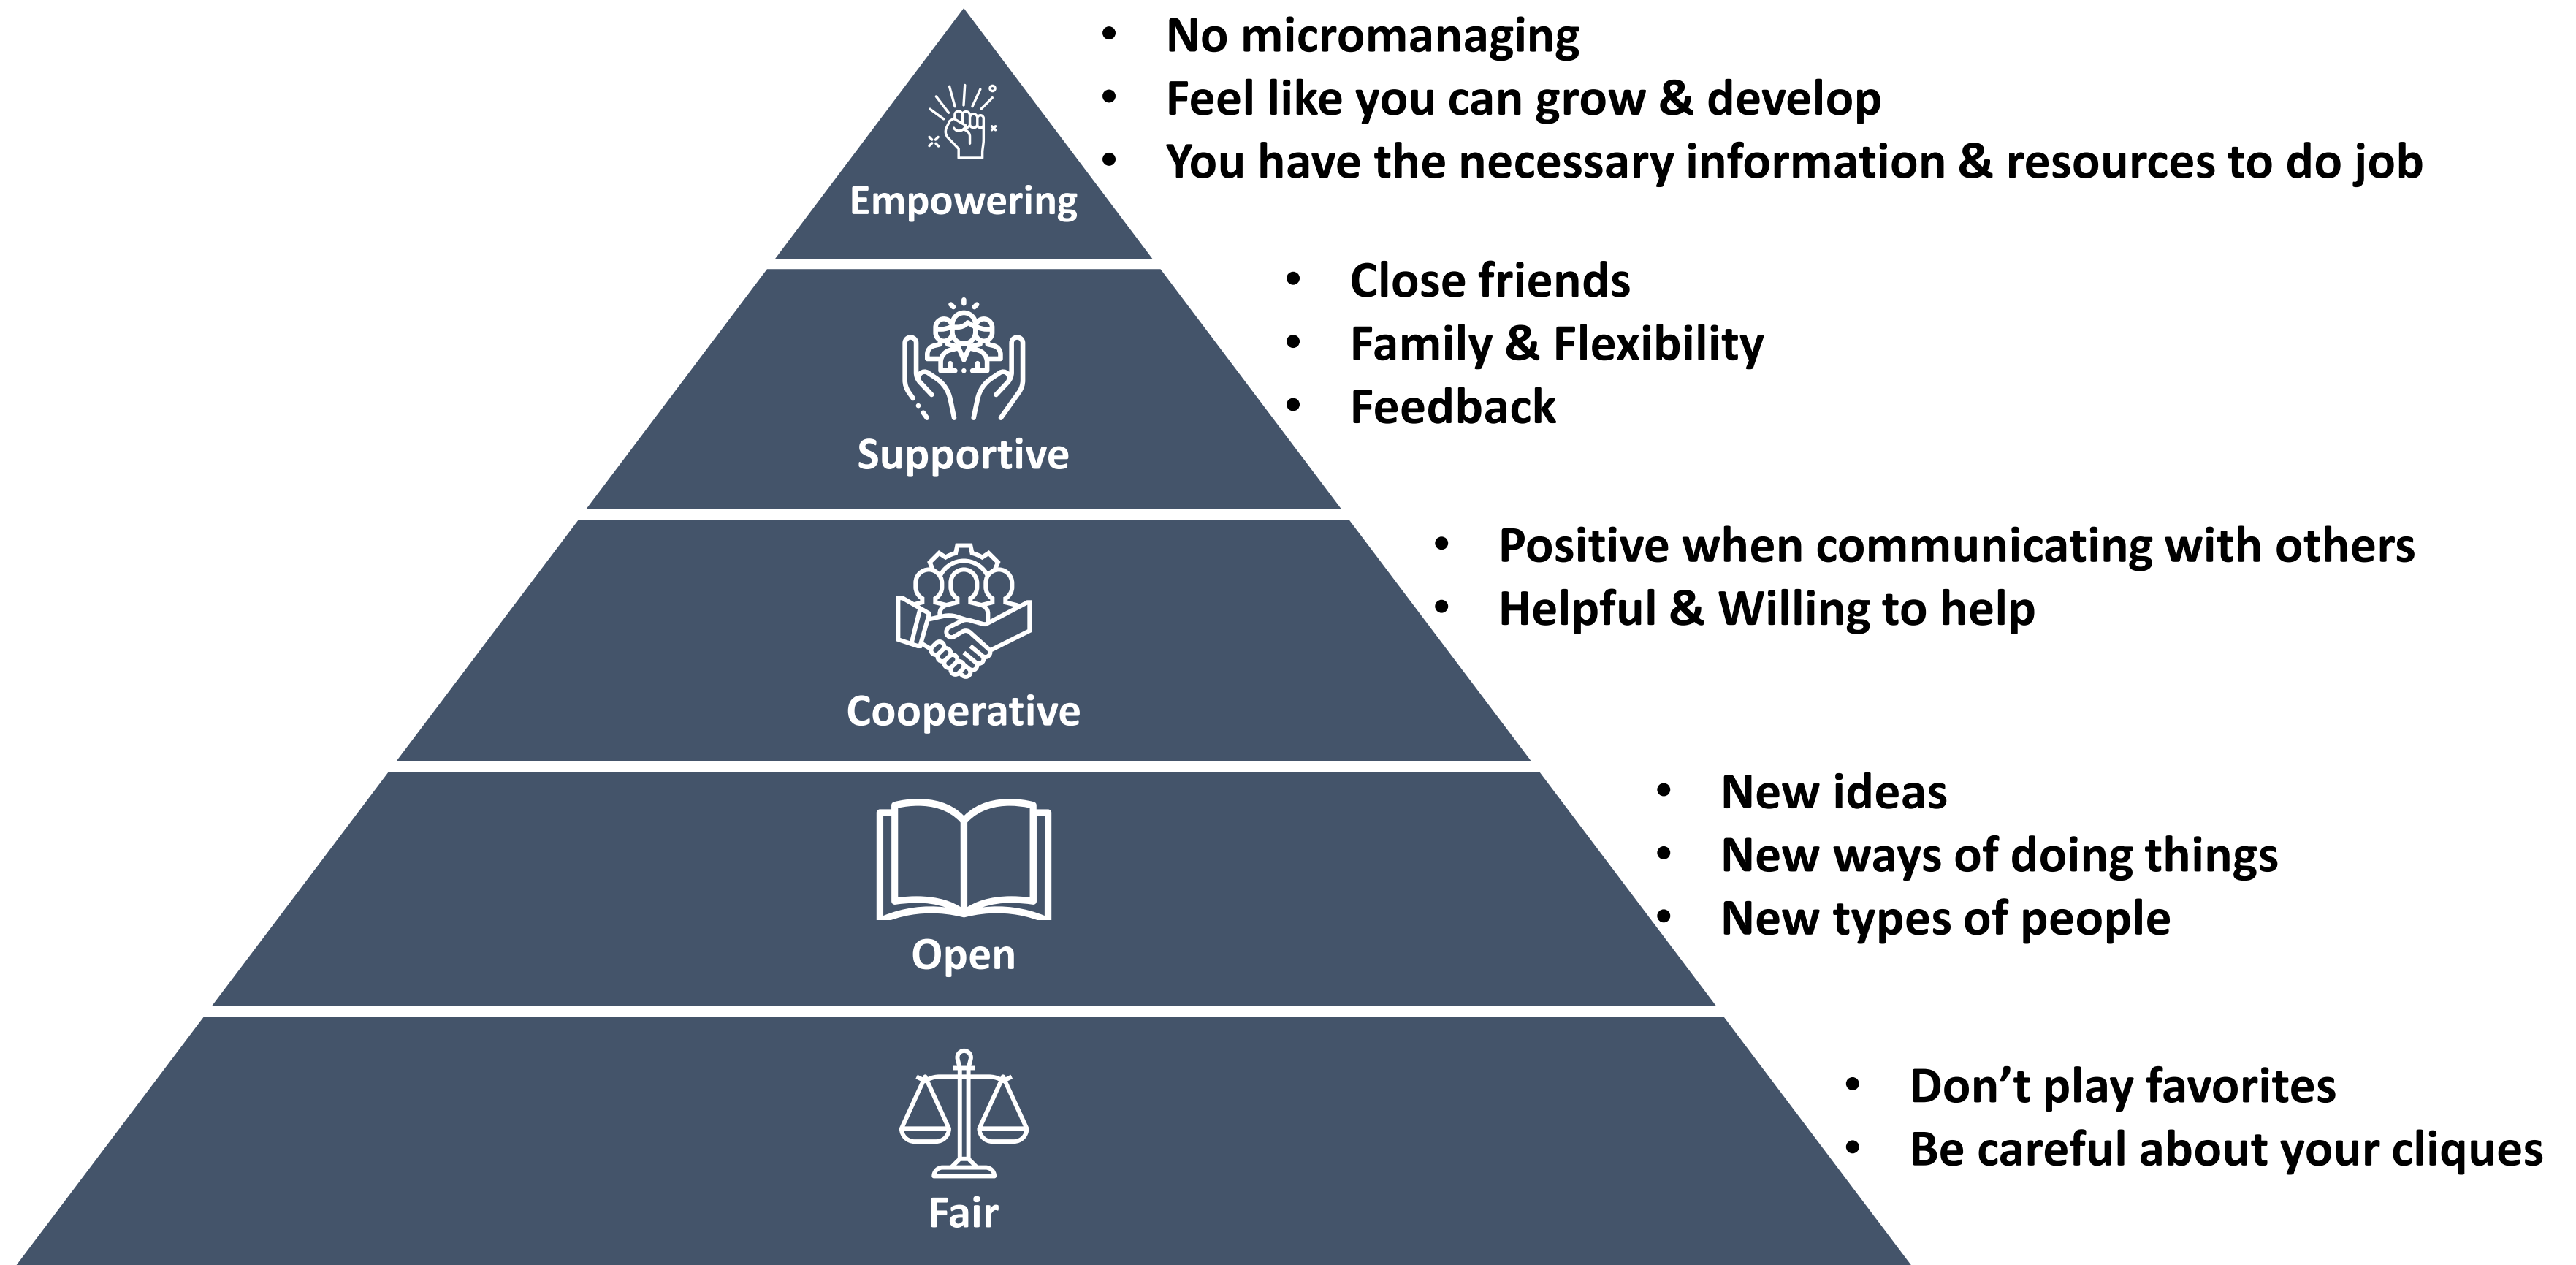 • No micromanaging
• Feel like you can grow & develop
• You have the necessary information & resources to do job
Empowering
• Close friends
• Family & Flexibility
• Feedback
Supportive
• Positive when communicating with others
• Helpful & Willing to help
Cooperative
• New ideas
• New ways of doing things
• New types of people
Open
• Don’t play favorites
• Be careful about your cliques
Fair